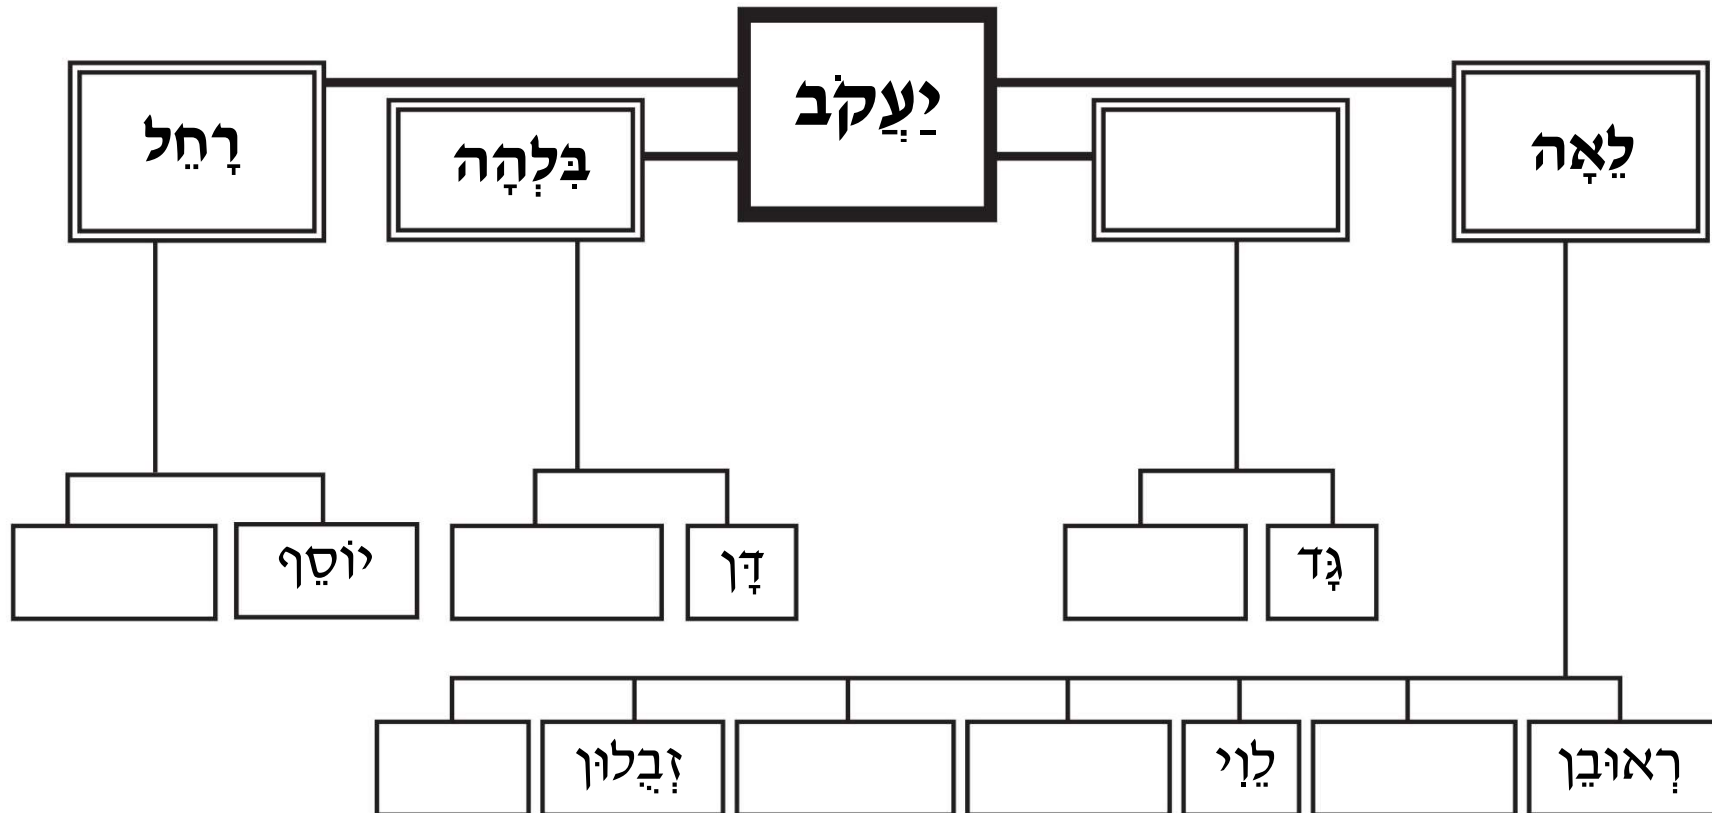 יַעֲקֹב
לֵאָה
בִּלְהָה
רָחֵל
גָּד
דָּן
יוֹסֵף
רְאוּבֵן
לֵוִי
זְבֻלוּן